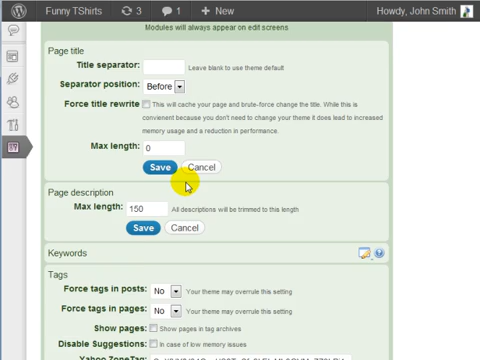 Funny TShirts 3 1 + New Howdy, John Smith
Modules will always appear on edit screens.
Page title
Title separator: Leave blank to use theme default
Separator position: Before
Force title rewrite This will cache your page and brute-force change the title. While this is
convienent because you don't need to change your theme it does lead to increased
memory usage and a reduction in performance.
Max length: 0
Save Cancel
Page description
Max length: 150 All descriptions will be trimmed to this length
Save Cancel
Keywords
Tags
Force tags in posts: No Your theme may overrule this setting
Force tags in pages: No Your theme may overrule this setting
Show pages: Show pages in tag archives
Disable Suggestions: In case of low memory issues
Yahoo ZoneTag: